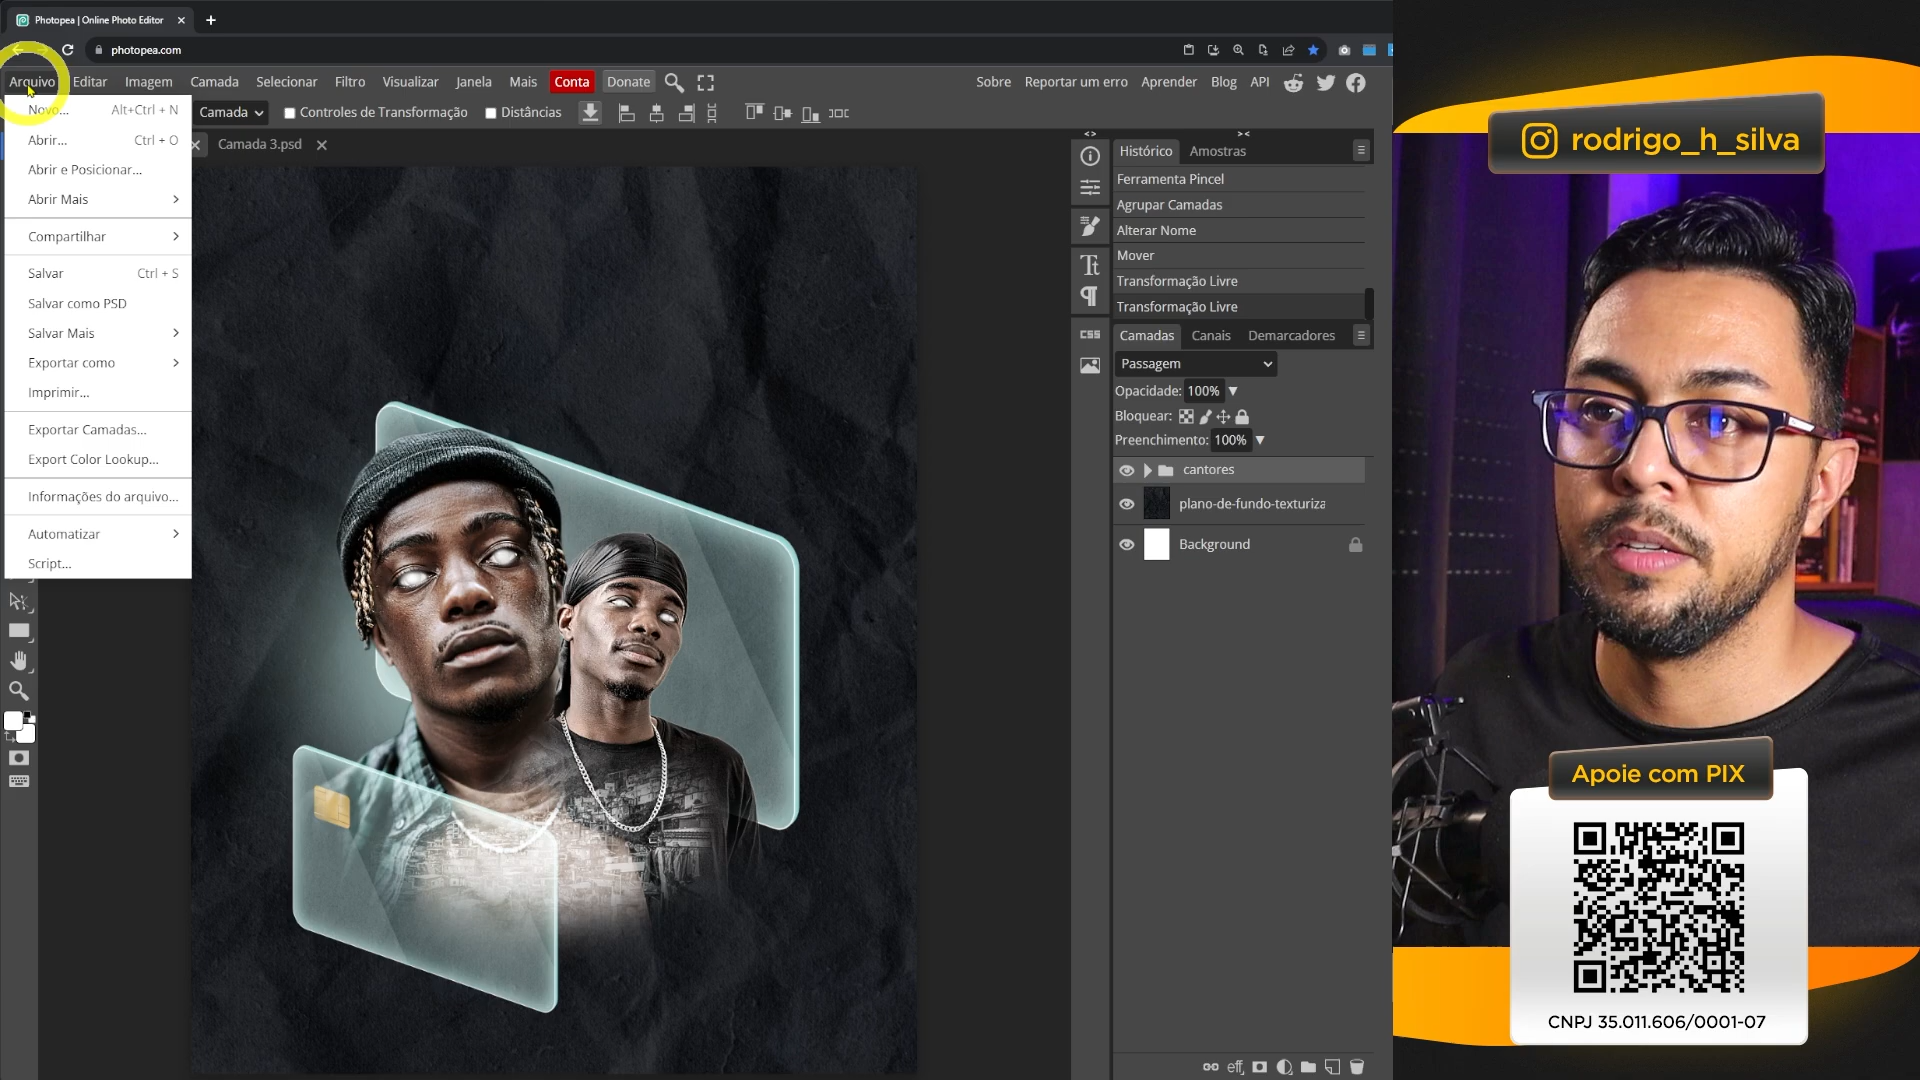 Photopea | Online Photo Editor
photopea.com
Arquivo Editar Imagem Camada Selecionar Filtro Visualizar Janela Mais Conta Donate Sobre Reportar um erro Aprender Blog API
Camada Controles de Transformação Distâncias
Camada 3.psd
Novo... Alt+Ctrl + N
Abrir... Ctrl + O
Abrir e Posicionar...
Abrir Mais
Compartilhar
Salvar Ctrl + S
Salvar como PSD
Salvar Mais
Exportar como
Imprimir...
Exportar Camadas...
Export Color Lookup...
Informações do arquivo...
Automatizar
Script...
Histórico Amostras
Ferramenta Pincel
Agrupar Camadas
Alterar Nome
Mover
Transformação Livre
Transformação Livre
CSS
Camadas Canais Demarcadores
Passagem
Opacidade: 100%
Bloquear:
Preenchimento: 100%
cantores
plano-de-fundo-texturiza
Background
eff
rodrigo_h_silva
Apoie com PIX
CNPJ 35.011.606/0001-07